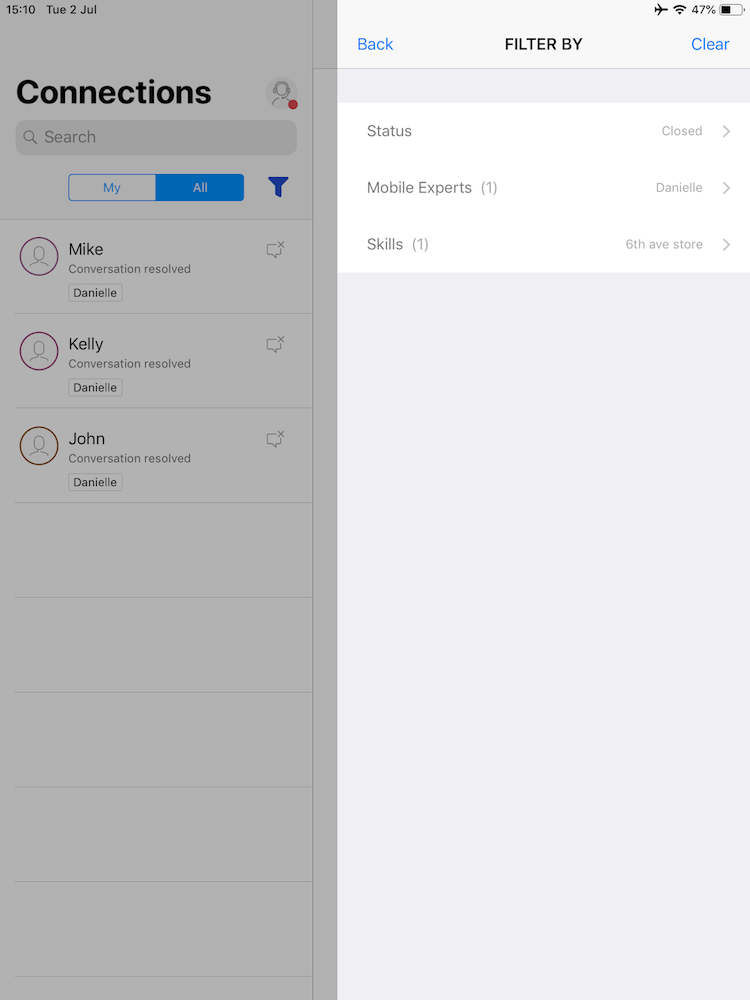 15:10 Tue 2 Jul
47%
Connections
Search
My All
Mike
Conversation resolved
Danielle
Kelly
Conversation resolved
Danielle
John
Conversation resolved
Danielle
Back FILTER BY Clear
Status Closed
Mobile Experts (1) Danielle
Skills (1) 6th ave store